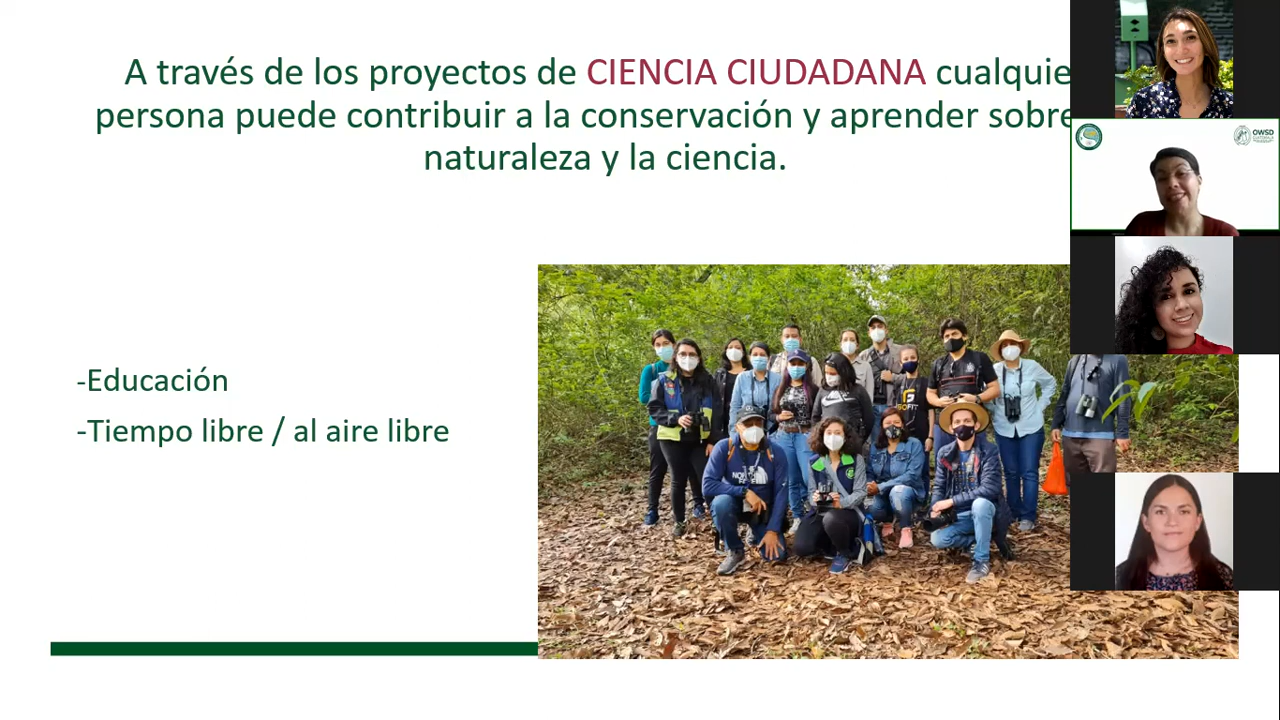 A través de los proyectos de CIENCIA CIUDADANA cualquie
persona puede contribuir a la conservación y aprender sobre
naturaleza y la ciencia.
OWSD
-Educación
-Tiempo libre / al aire libre